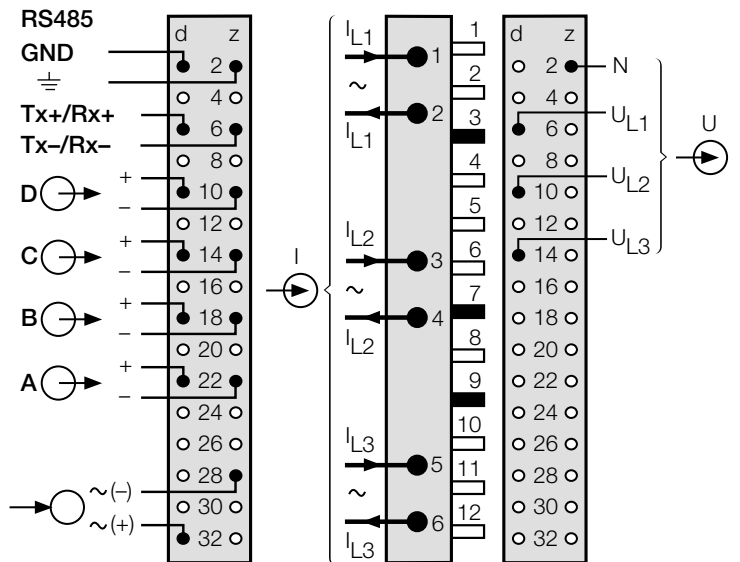 RS485
GND
Tx+/Rx+
Tx–/Rx–
D + –
C + –
B + –
A + –
~ (–)
~ (+)
d z
2
4
6
8
10
12
14
16
18
20
22
24
26
28
30
32
I
IL1
~
IL1
IL2
~
IL2
IL3
~
IL3
1
2
3
4
5
6
1
2
3
4
5
6
7
8
9
10
11
12
d z
2
4
6
8
10
12
14
16
18
20
22
24
26
28
30
32
N
UL1
UL2
UL3
U